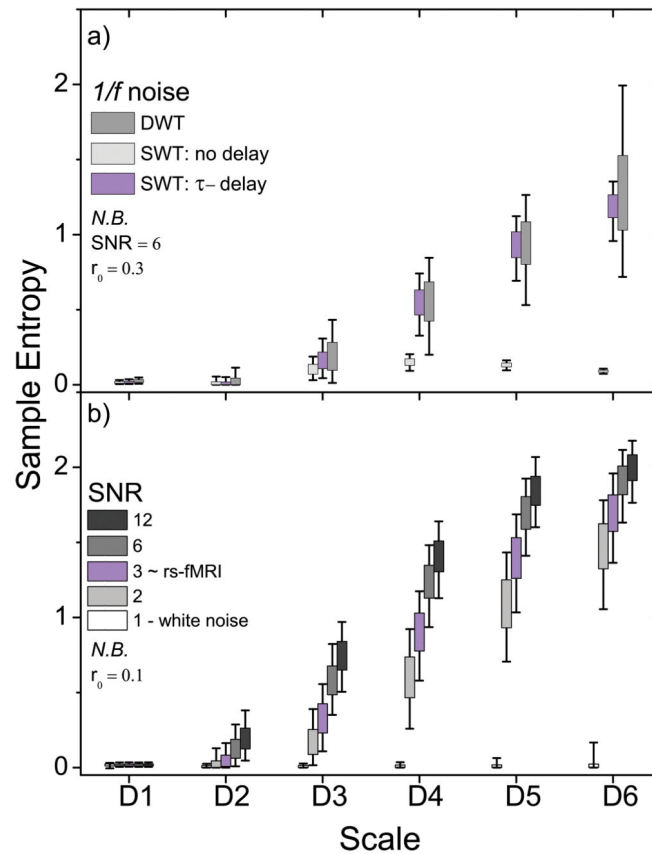 a)
1/f noise
DWT
SWT: no delay
SWT: τ– delay
N.B.
SNR = 6
r₀ = 0.3
2
1
0
Sample Entropy
b)
SNR
12
6
3 ~ rs-fMRI
2
1 - white noise
N.B.
r₀ = 0.1
2
1
0
D1 D2 D3 D4 D5 D6
Scale